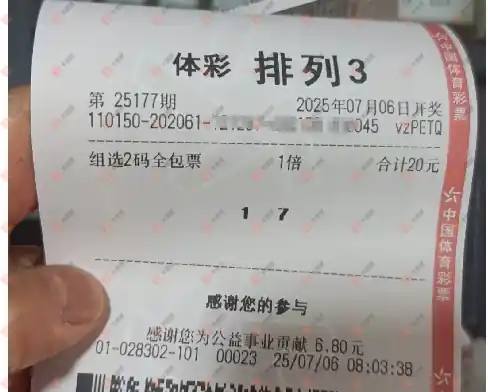 体彩 排列3
第 25177期 2025年07月06日开奖
110150-202061- 045 vzPETQ
组选2码全包票 1倍 合计20元
1 7
感谢您的参与
感谢您为公益事业贡献 6.80元
01-028302-101 00023 25/07/06 08:03:38
中国体育彩票
中国体育彩票